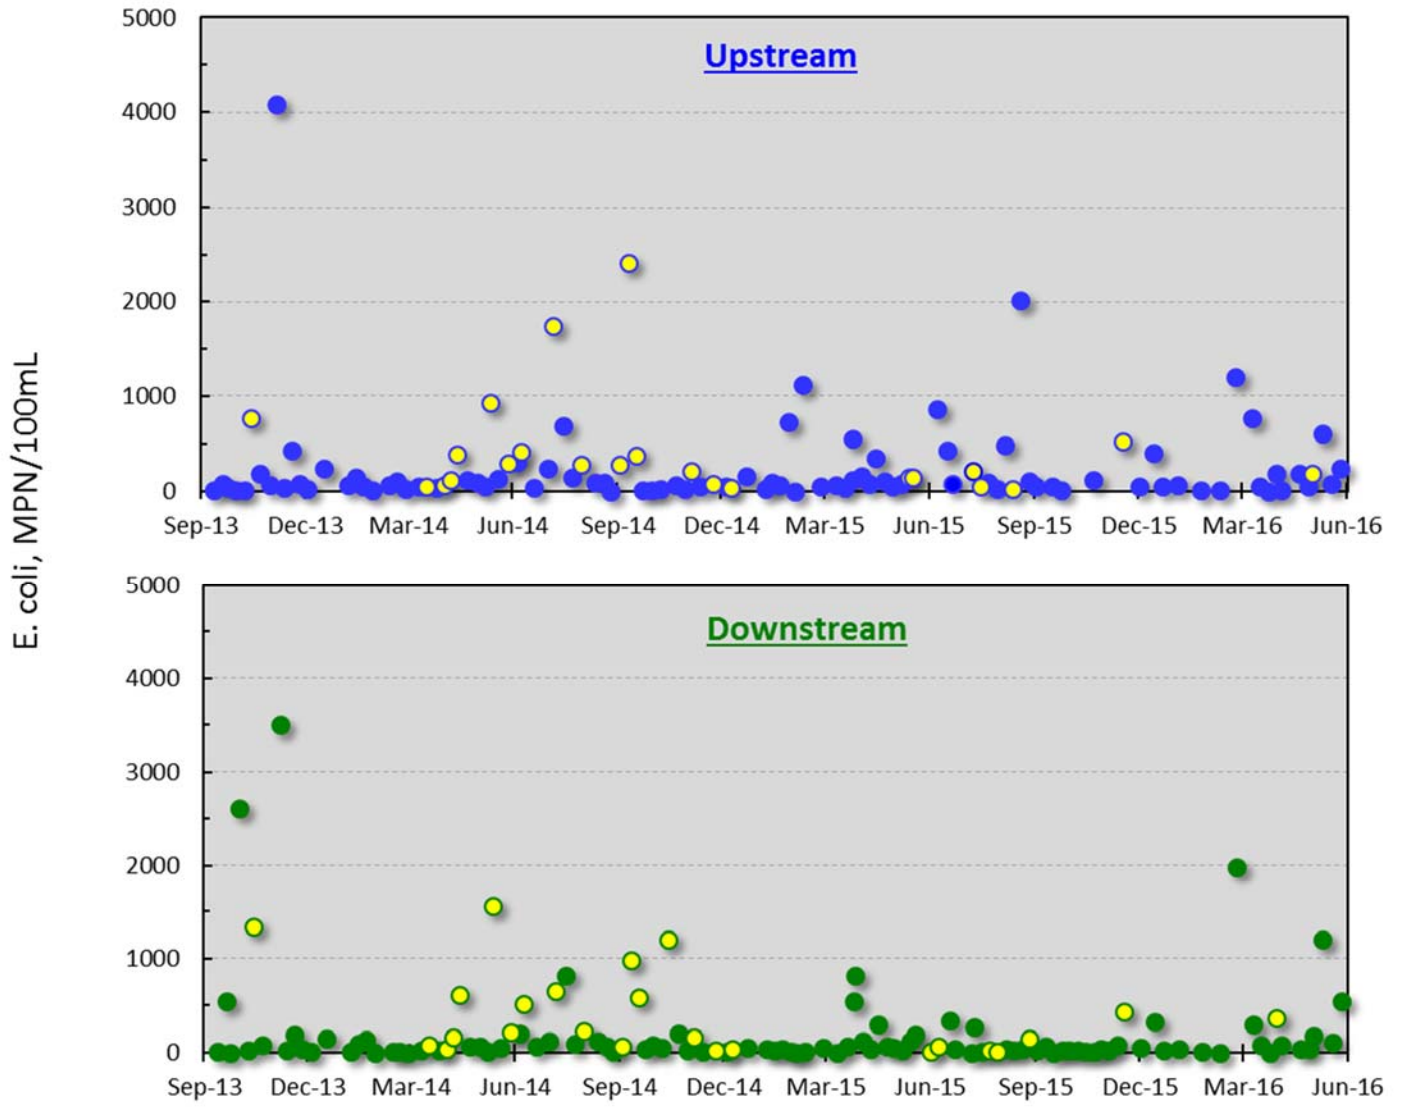 E. coli, MPN/100mL
Upstream
5000
4000
3000
2000
1000
0
Sep-13 Dec-13 Mar-14 Jun-14 Sep-14 Dec-14 Mar-15 Jun-15 Sep-15 Dec-15 Mar-16 Jun-16
Downstream
5000
4000
3000
2000
1000
0
Sep-13 Dec-13 Mar-14 Jun-14 Sep-14 Dec-14 Mar-15 Jun-15 Sep-15 Dec-15 Mar-16 Jun-16